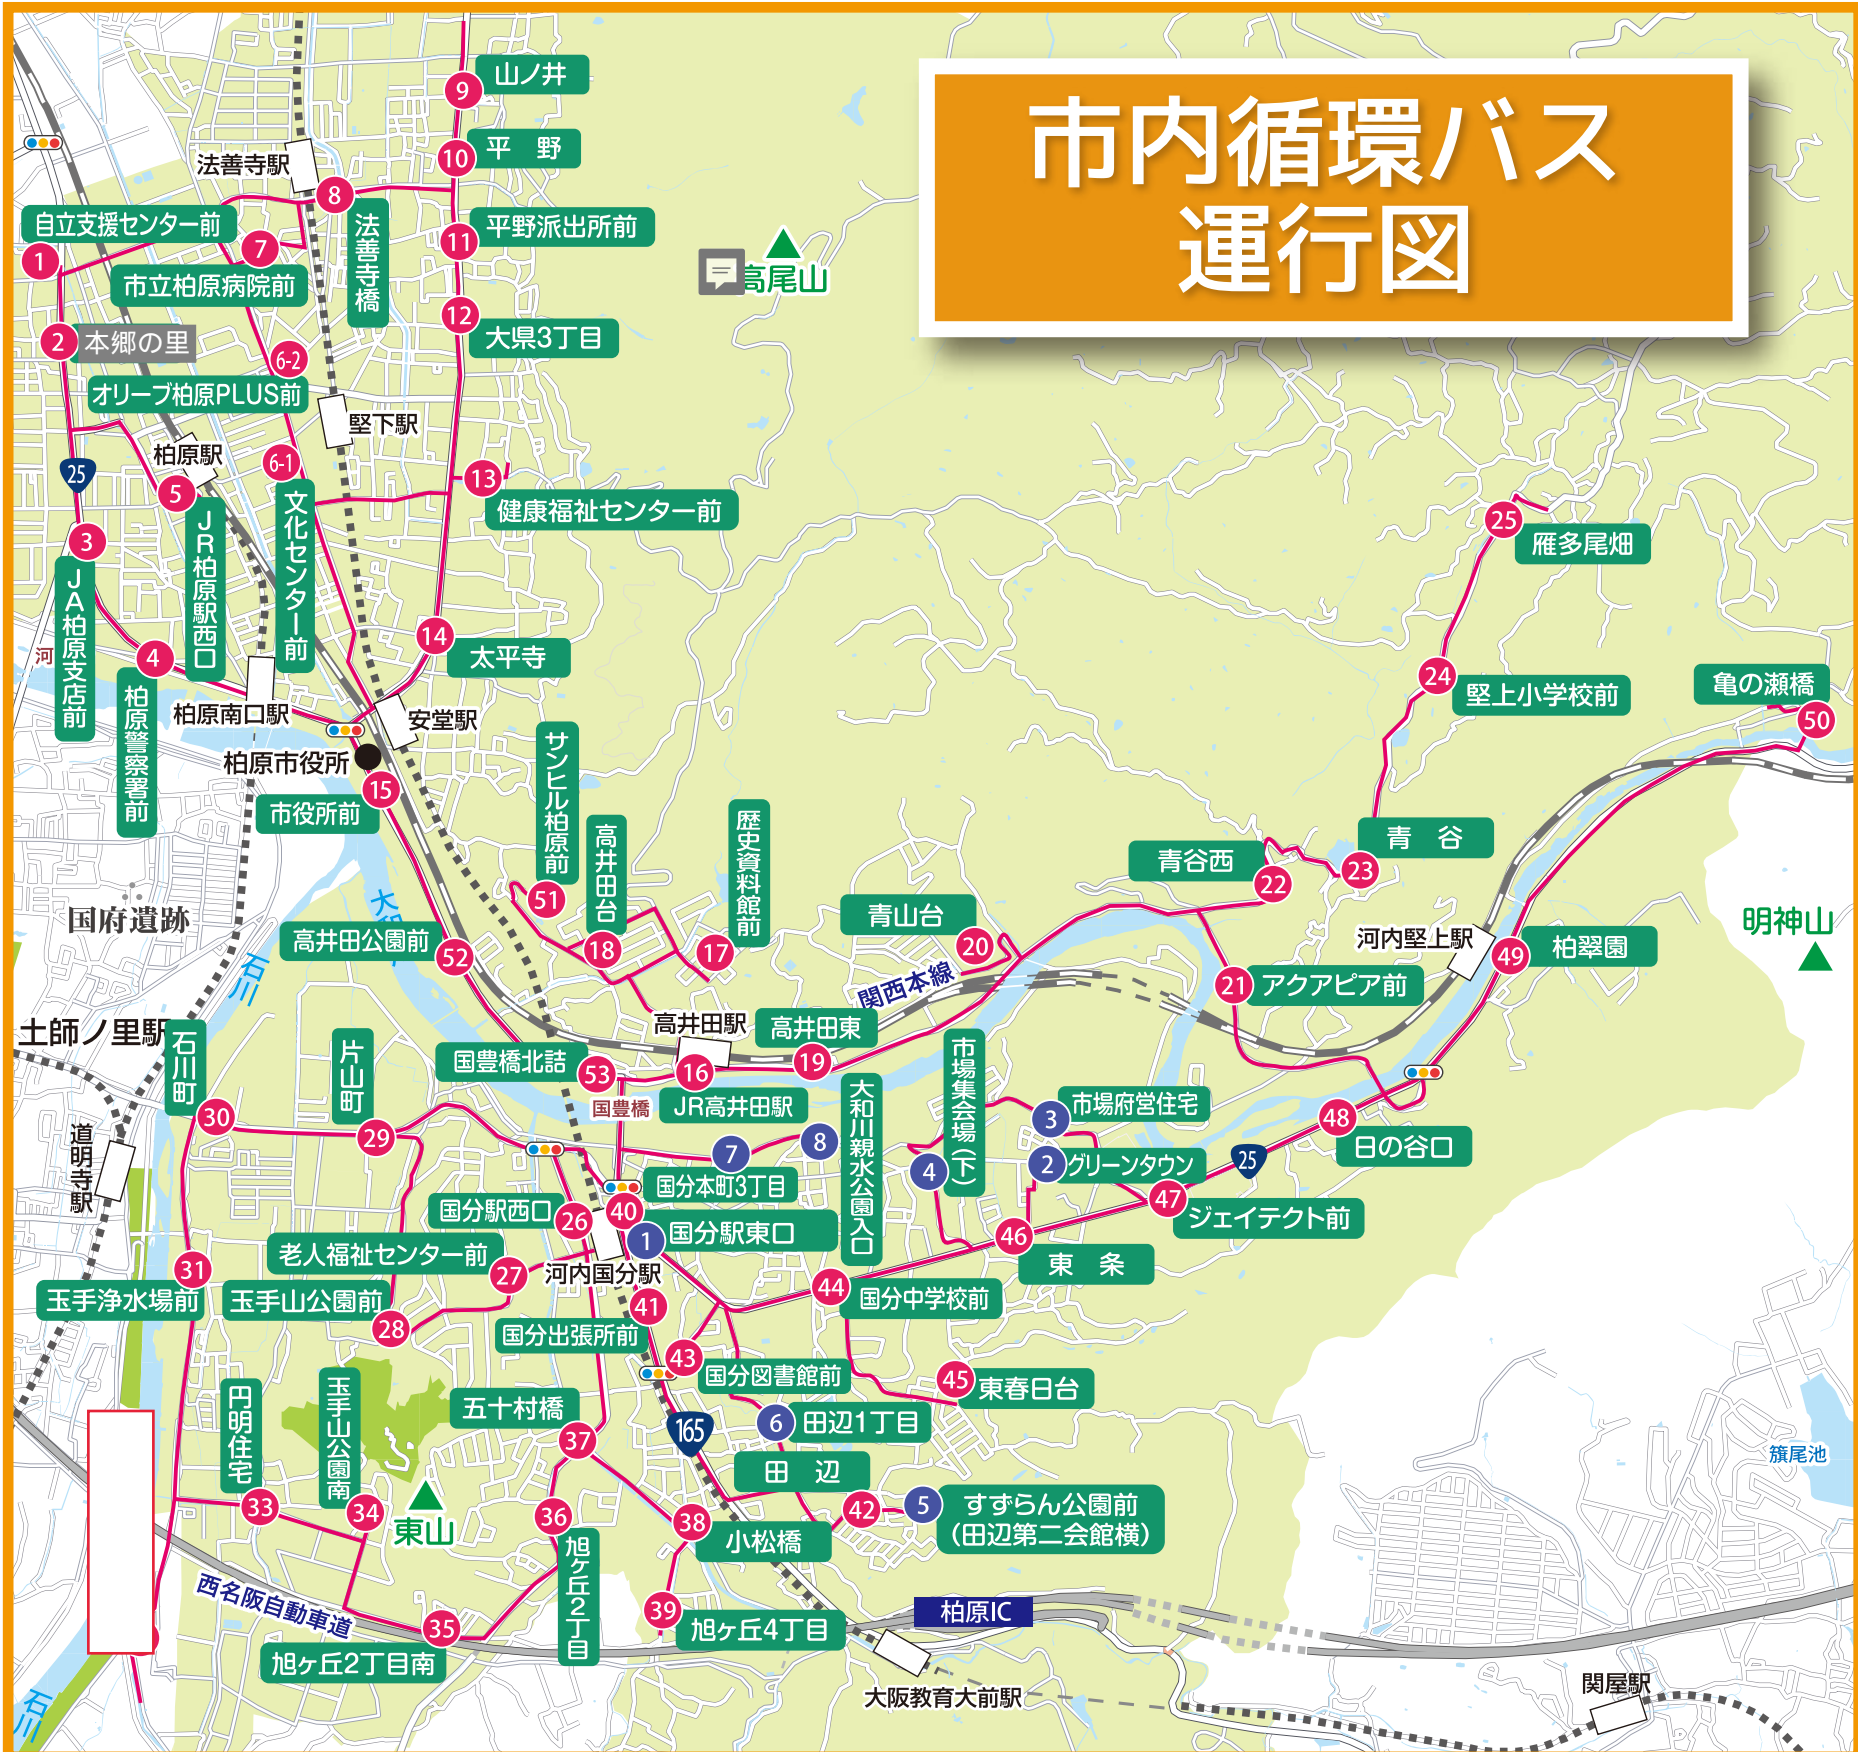 市内循環バス
運行図
9
山ノ井
10
平 野
法善寺駅
8
法善寺橋
自立支援センター前
1
7
市立柏原病院前
11
平野派出所前
高尾山
12
大県3丁目
2
本郷の里
6-2
オリーブ柏原PLUS前
堅下駅
柏原駅
25
5
6-1
13
健康福祉センター前
JR柏原駅西口
文化センター前
3
JA柏原支店前
25
雁多尾畑
河
4
柏原警察署前
14
太平寺
24
堅上小学校前
亀の瀬橋
50
柏原南口駅
安堂駅
柏原市役所
15
市役所前
サンヒル柏原前
51
高井田台
18
歴史資料館前
17
青谷西
22
青 谷
23
国府遺跡
大
石川
高井田公園前
52
青山台
20
関西本線
21
アクアピア前
河内堅上駅
49
柏翠園
明神山
土師ノ里駅
石川町
30
片山町
29
国豊橋北詰
53
国豊橋
高井田駅
16
JR高井田駅
高井田東
19
大和川親水公園入口
市場集会場(下)
3
市場府営住宅
2
グリーンタウン
4
48
日の谷口
25
47
ジェイテクト前
46
東 条
道明寺駅
7
8
国分本町3丁目
国分駅西口
26
40
1
国分駅東口
老人福祉センター前
27
河内国分駅
31
玉手浄水場前
玉手山公園前
28
41
国分出張所前
44
国分中学校前
43
国分図書館前
45
東春日台
円明住宅
33
玉手山公園南
34
東山
五十村橋
37
165
6
田辺1丁目
田 辺
42
5
すずらん公園前
(田辺第二会館横)
36
旭ヶ丘2丁目
38
小松橋
39
旭ヶ丘4丁目
西名阪自動車道
35
旭ヶ丘2丁目南
柏原IC
大阪教育大前駅
関屋駅
籏尾池
石川